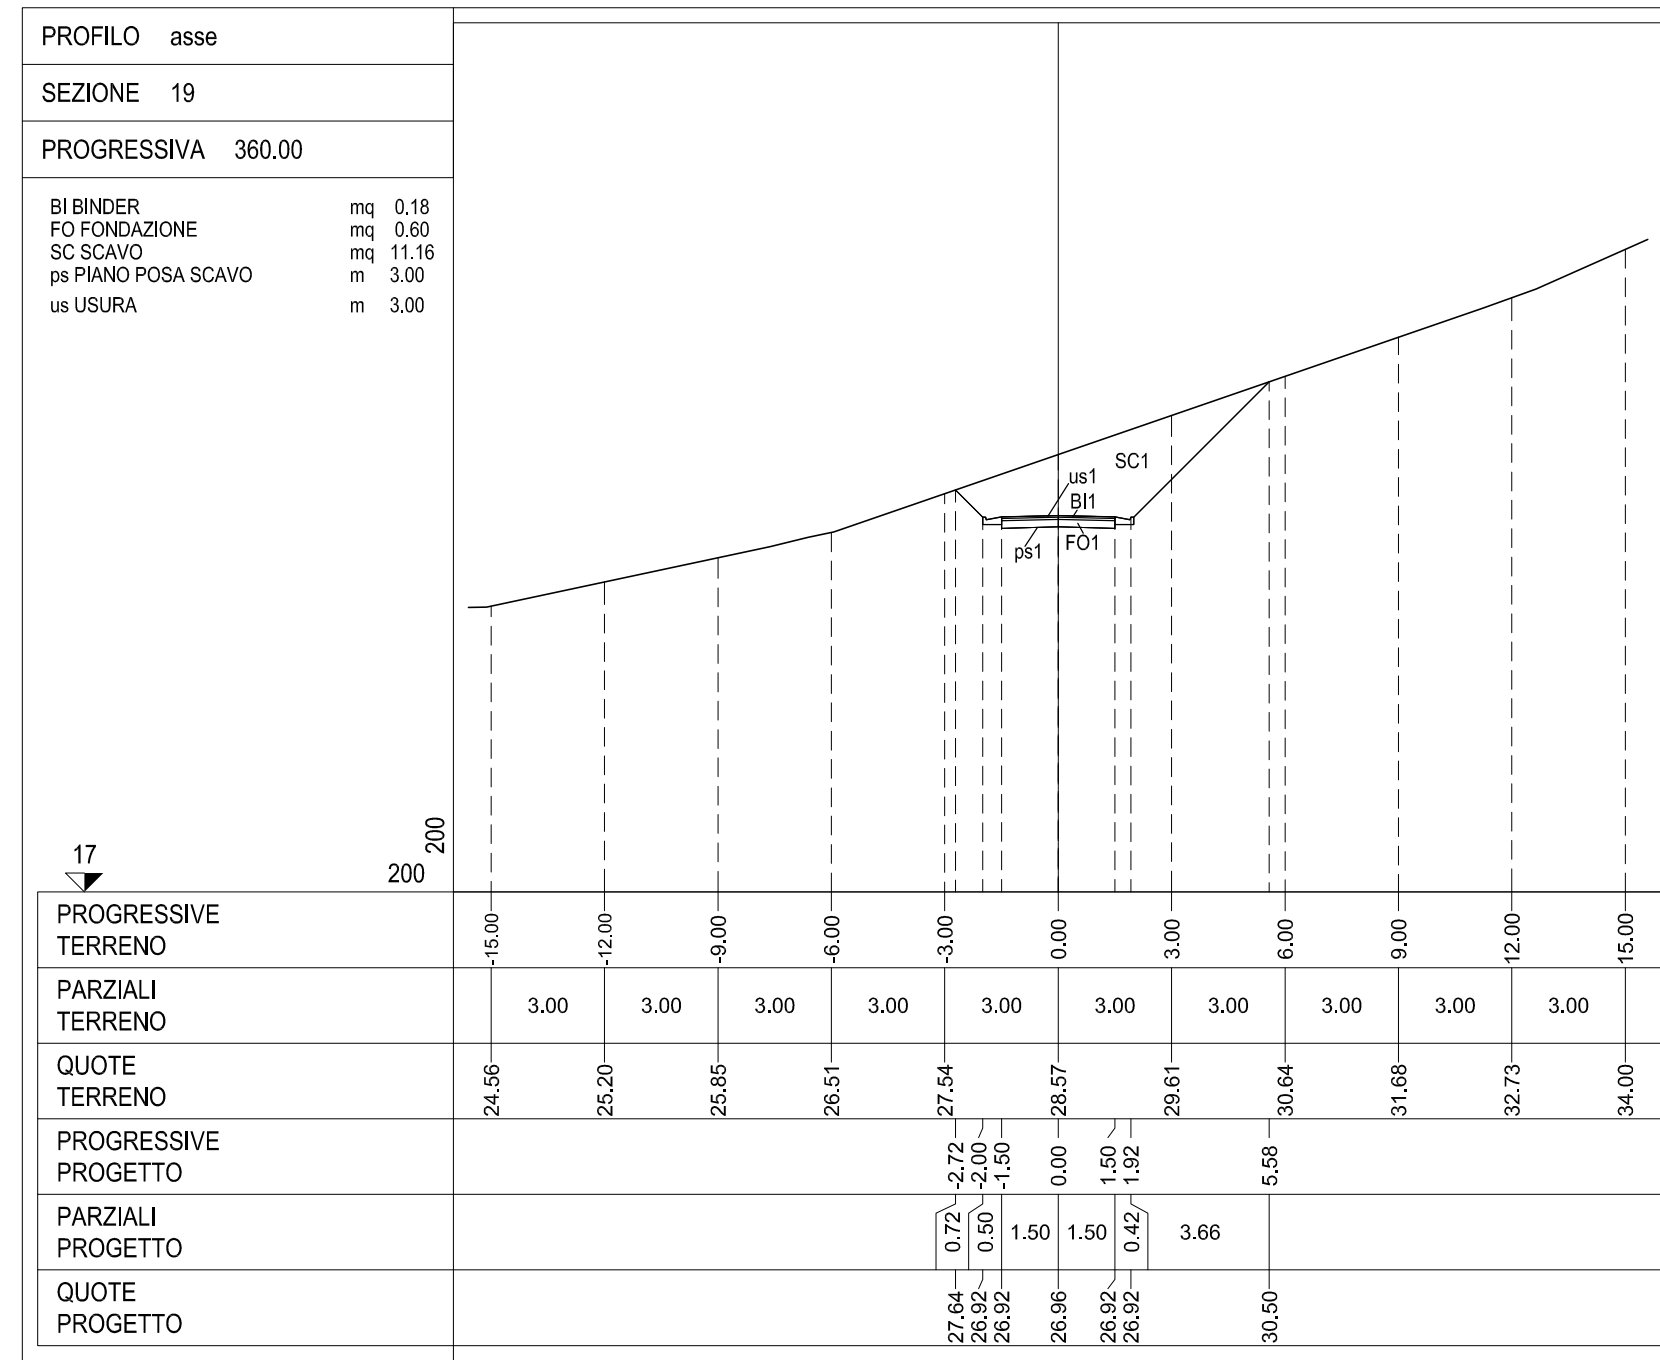 PROFILO asse
SEZIONE 19
PROGRESSIVA 360.00
BI BINDER mq 0.18
FO FONDAZIONE mq 0.60
SC SCAVO mq 11.16
ps PIANO POSA SCAVO m 3.00
us USURA m 3.00
SC1
us1
BI1
ps1
FO1
17
200
200
PROGRESSIVE
TERRENO
-15.00 -12.00 -9.00 -6.00 -3.00 0.00 3.00 6.00 9.00 12.00 15.00
PARZIALI
TERRENO
3.00 3.00 3.00 3.00 3.00 3.00 3.00 3.00 3.00 3.00
QUOTE
TERRENO
24.56 25.20 25.85 26.51 27.54 28.57 29.61 30.64 31.68 32.73 34.00
PROGRESSIVE
PROGETTO
-2.72 -2.00 -1.50 0.00 1.50 1.92 5.58
PARZIALI
PROGETTO
0.72 0.50 1.50 1.50 0.42 3.66
QUOTE
PROGETTO
27.64 26.92 26.92 26.96 26.92 26.92 30.50